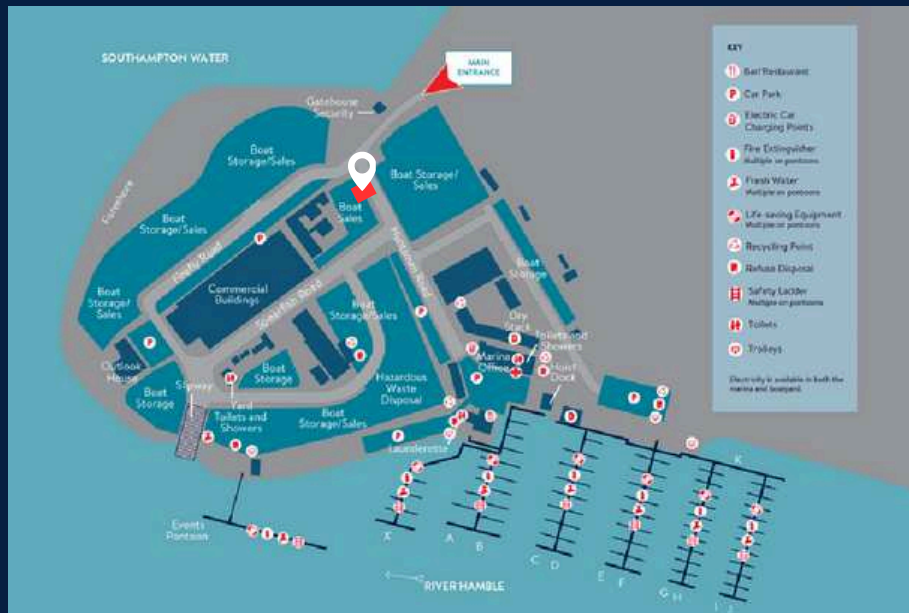 SOUTHAMPTON WATER
MAIN
ENTRANCE
Gatehouse
Security
Foreshore
Boat
Storage/Sales
Boat Storage/
Sales
Boat
Sales
Boat
Storage/Sales
Firefly Road
Commercial
Buildings
Spearfish Road
Boat
Storage
Boat
Storage/
Sales
Boat
Storage/Sales
Dry
Stack
Toilets and
Showers
Marina
Office
Hoist
Dock
Outlook
House
Boat
Storage
Slipway
Boat
Storage
Hazardous
Waste
Disposal
Yard
Toilets and
Showers
Boat
Storage/Sales
Launderette
Events
Pontoon
X
A
B
C
D
E
F
G
H
I
J
K
RIVER HAMBLE
KEY
Bar/Restaurant
P Car Park
Electric Car
Charging Points
Fire Extinguisher
Multiple on pontoons
Fresh Water
Multiple on pontoons
Life-saving Equipment
Multiple on pontoons
Recycling Point
Refuse Disposal
Safety Ladder
Multiple on pontoons
Toilets
Trolleys
Electricity is available in both the
marina and boatyard.